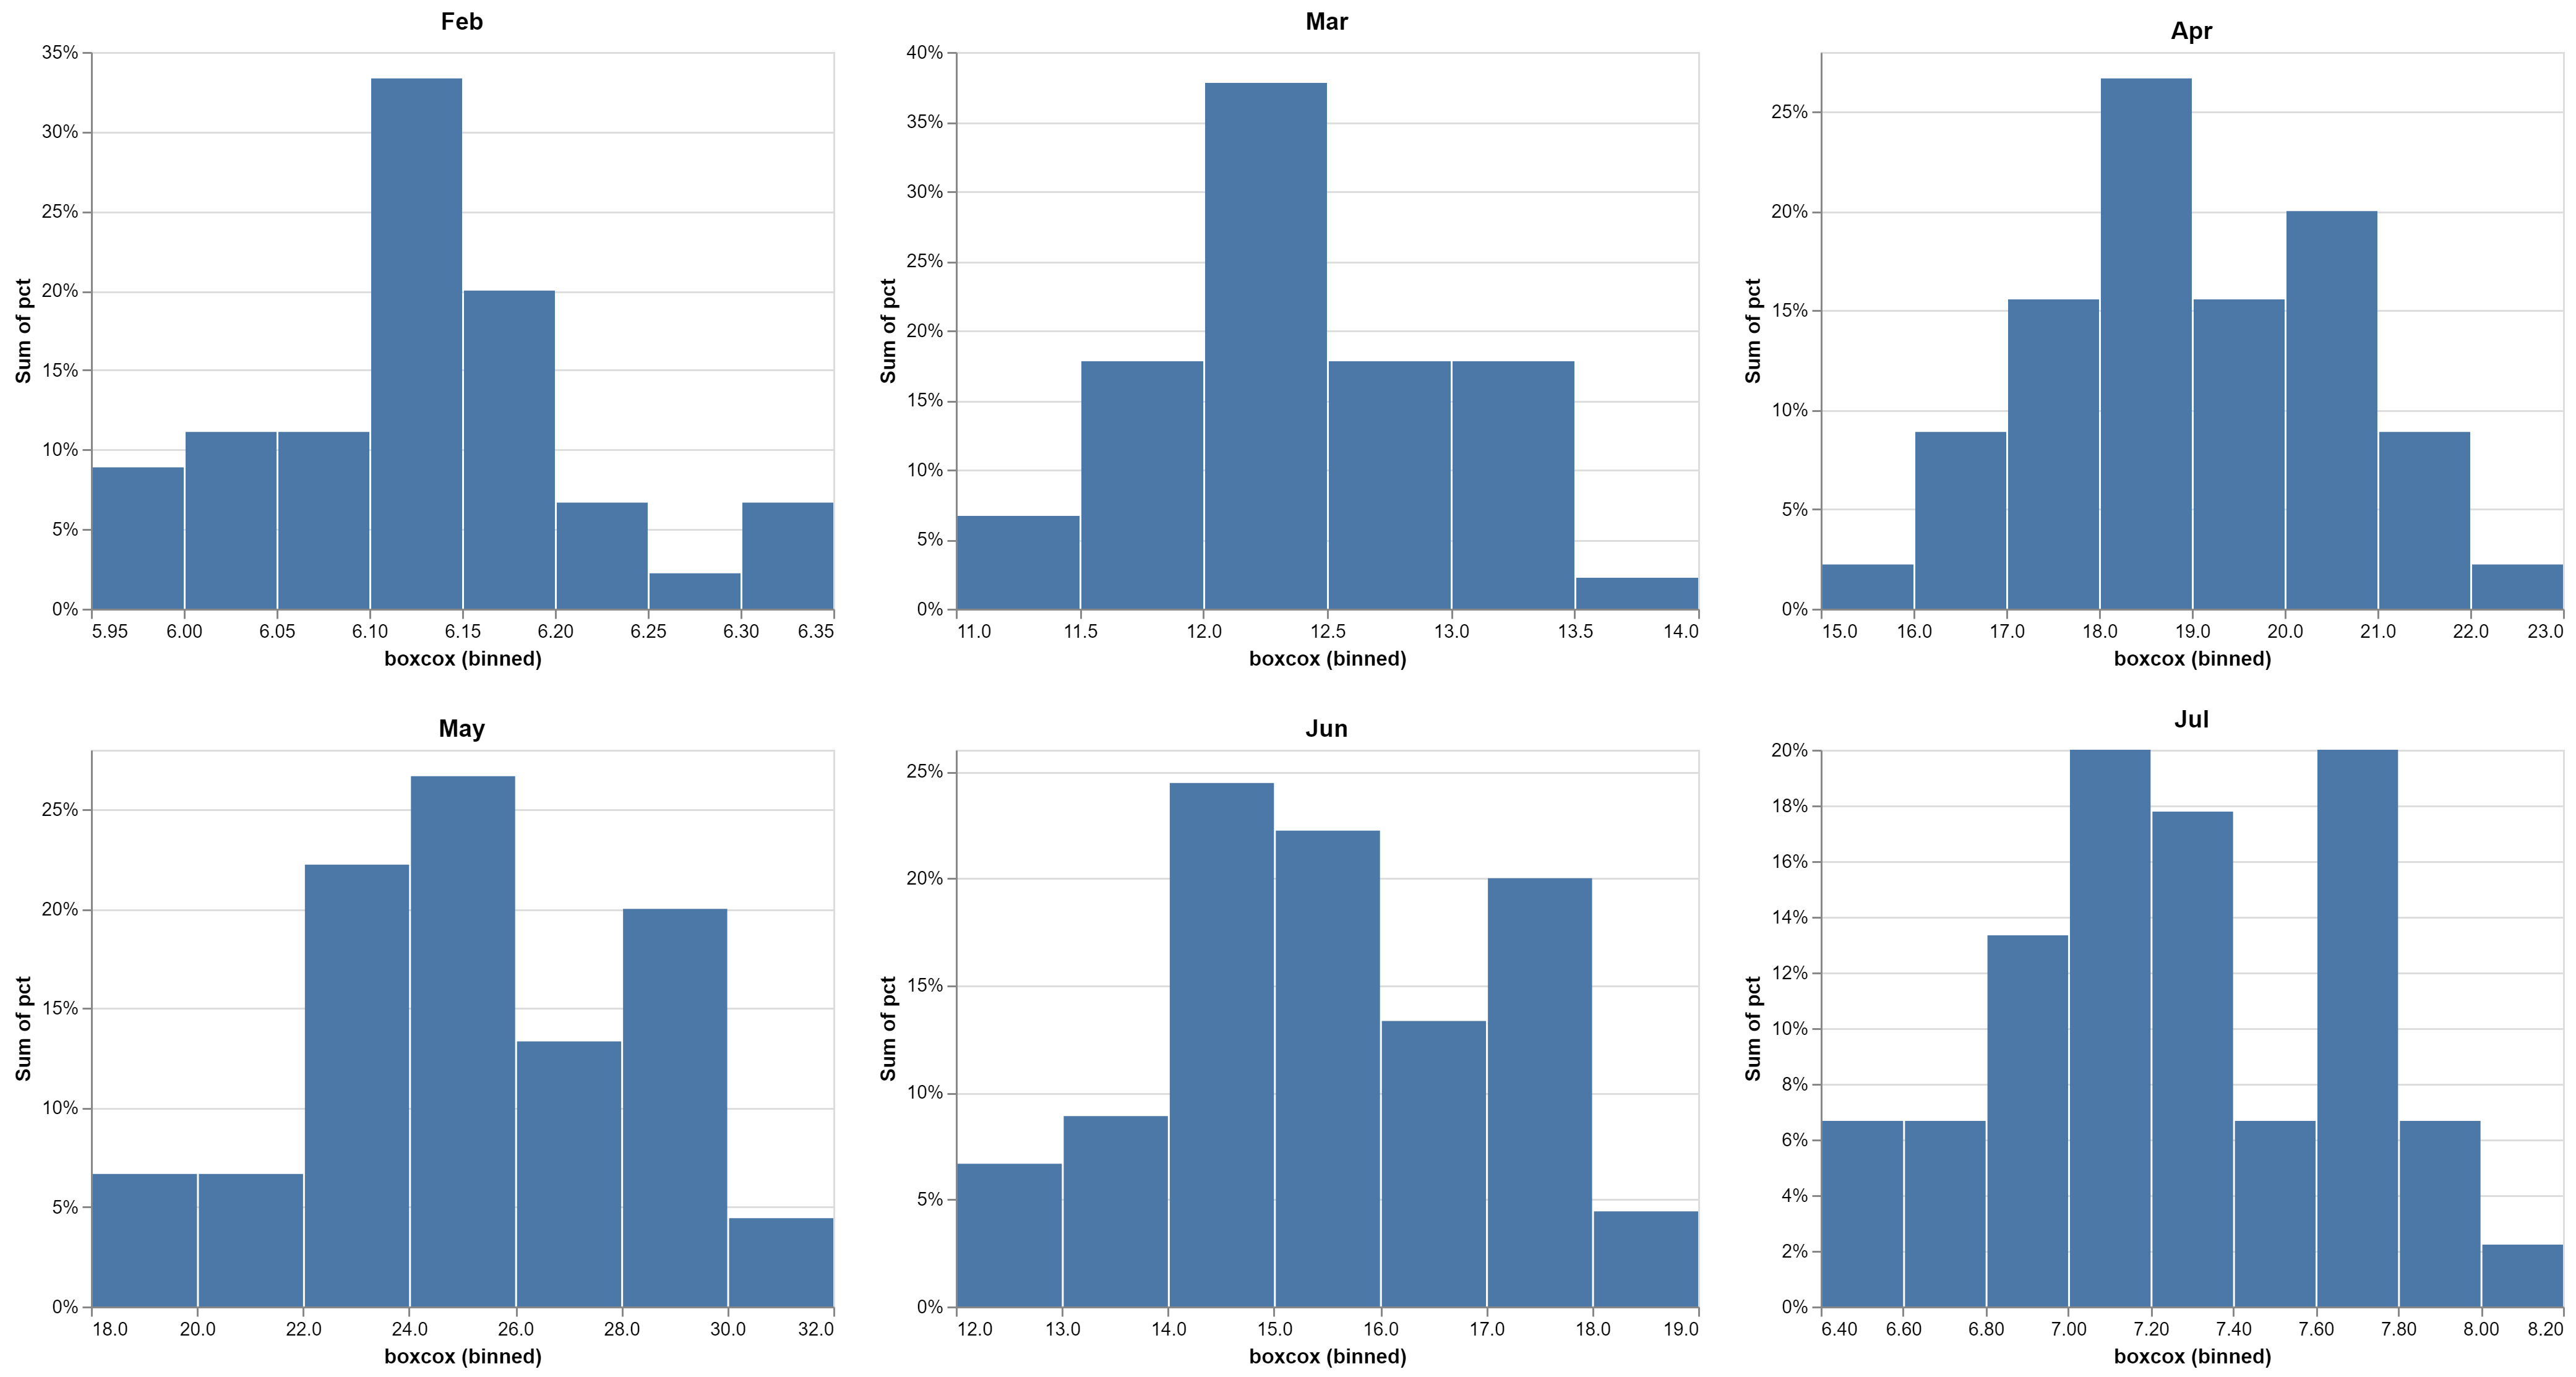 Feb
35%
30%
25%
20%
15%
10%
5%
0%
Sum of pct
5.95 6.00 6.05 6.10 6.15 6.20 6.25 6.30 6.35
boxcox (binned)
Mar
40%
35%
30%
25%
20%
15%
10%
5%
0%
Sum of pct
11.0 11.5 12.0 12.5 13.0 13.5 14.0
boxcox (binned)
Apr
25%
20%
15%
10%
5%
0%
Sum of pct
15.0 16.0 17.0 18.0 19.0 20.0 21.0 22.0 23.0
boxcox (binned)
May
25%
20%
15%
10%
5%
0%
Sum of pct
18.0 20.0 22.0 24.0 26.0 28.0 30.0 32.0
boxcox (binned)
Jun
25%
20%
15%
10%
5%
0%
Sum of pct
12.0 13.0 14.0 15.0 16.0 17.0 18.0 19.0
boxcox (binned)
Jul
20%
18%
16%
14%
12%
10%
8%
6%
4%
2%
0%
Sum of pct
6.40 6.60 6.80 7.00 7.20 7.40 7.60 7.80 8.00 8.20
boxcox (binned)